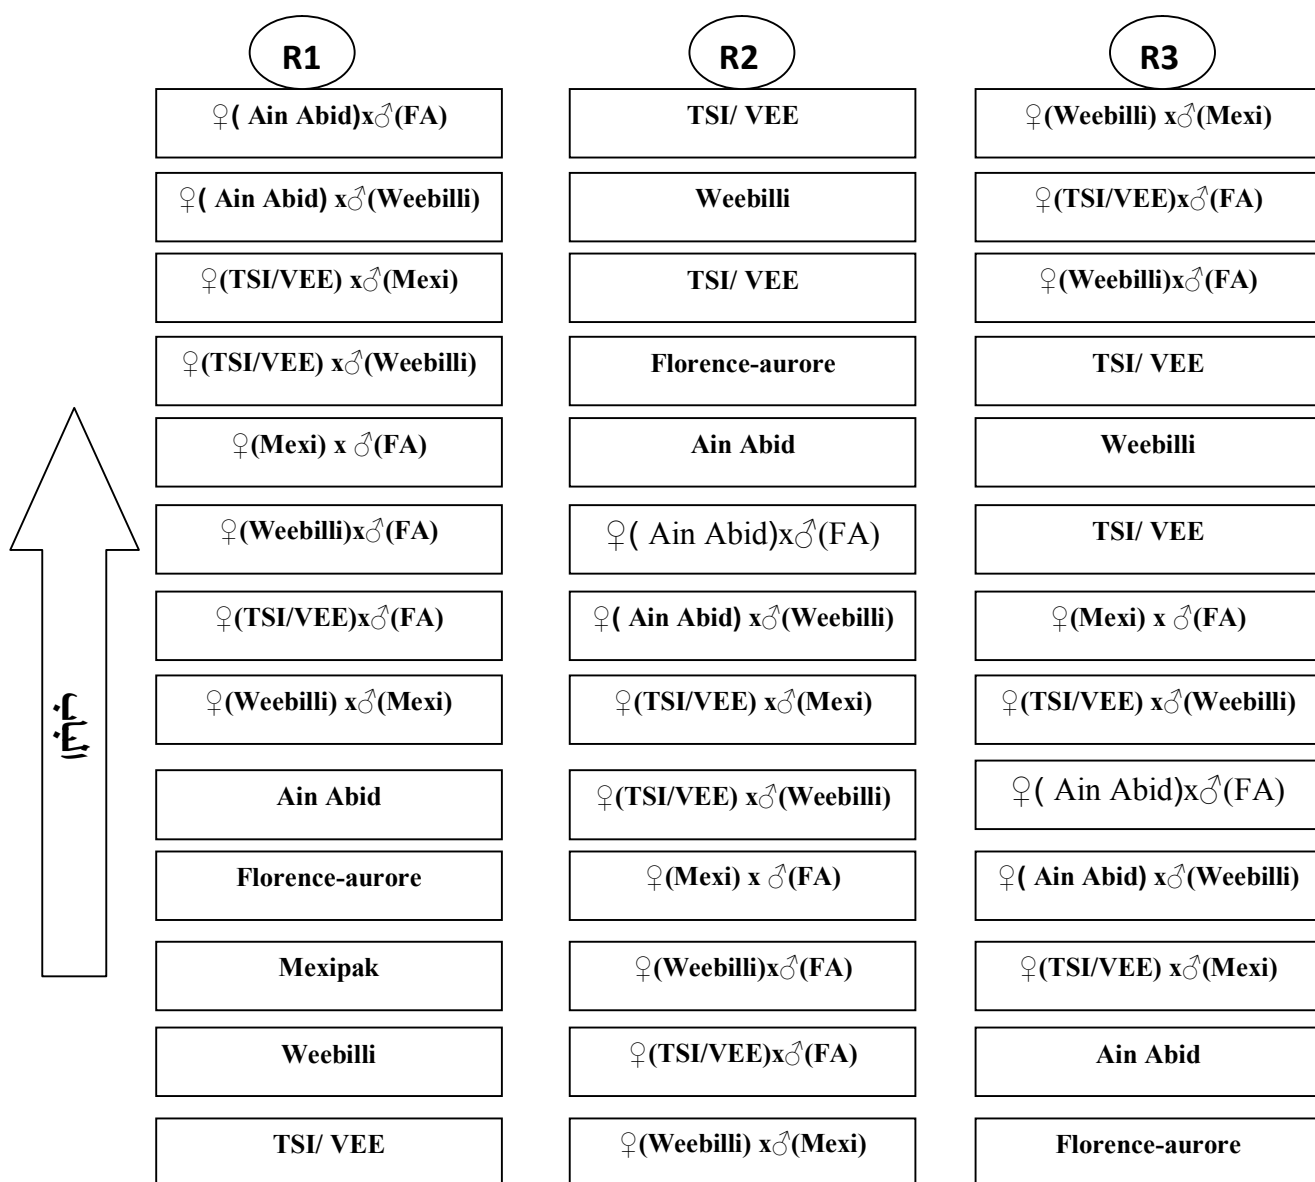 R1
♀( Ain Abid)x♂(FA)
♀( Ain Abid) x♂(Weebilli)
♀(TSI/VEE) x♂(Mexi)
♀(TSI/VEE) x♂(Weebilli)
♀(Mexi) x ♂(FA)
♀(Weebilli)x♂(FA)
♀(TSI/VEE)x♂(FA)
♀(Weebilli) x♂(Mexi)
Ain Abid
Florence-aurore
Mexipak
Weebilli
TSI/ VEE
R2
TSI/ VEE
Weebilli
TSI/ VEE
Florence-aurore
Ain Abid
♀( Ain Abid)x♂(FA)
♀( Ain Abid) x♂(Weebilli)
♀(TSI/VEE) x♂(Mexi)
♀(TSI/VEE) x♂(Weebilli)
♀(Mexi) x ♂(FA)
♀(Weebilli)x♂(FA)
♀(TSI/VEE)x♂(FA)
♀(Weebilli) x♂(Mexi)
R3
♀(Weebilli) x♂(Mexi)
♀(TSI/VEE)x♂(FA)
♀(Weebilli)x♂(FA)
TSI/ VEE
Weebilli
TSI/ VEE
♀(Mexi) x ♂(FA)
♀(TSI/VEE) x♂(Weebilli)
♀( Ain Abid)x♂(FA)
♀( Ain Abid) x♂(Weebilli)
♀(TSI/VEE) x♂(Mexi)
Ain Abid
Florence-aurore